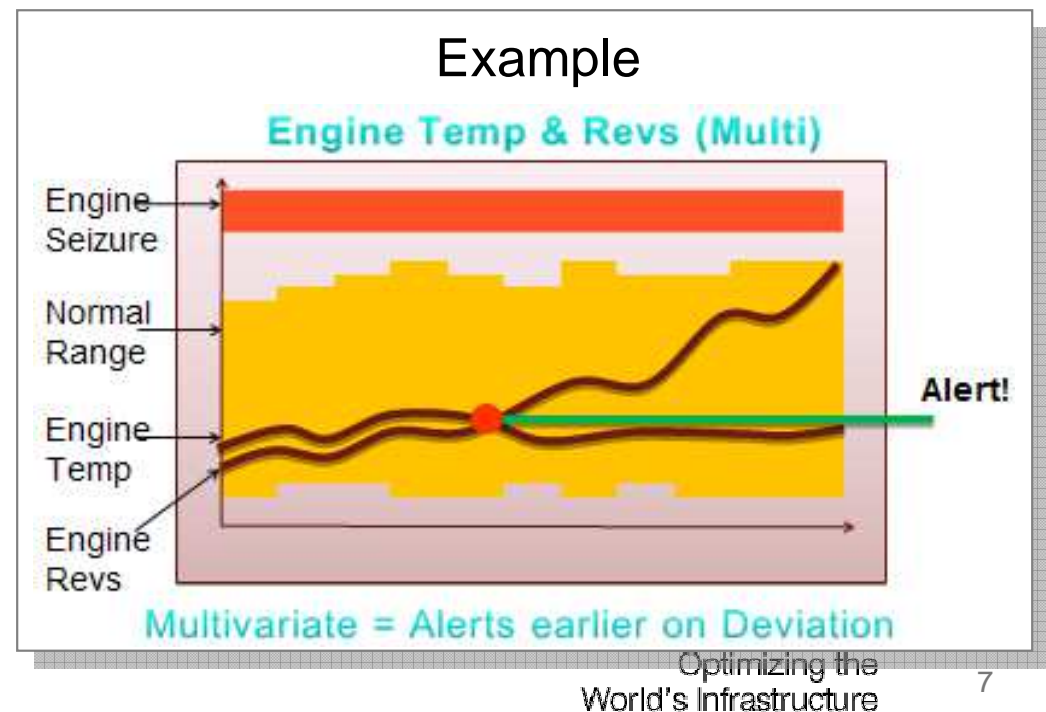 Example
Engine Temp & Revs (Multi)
Engine
Seizure
Normal
Range
Alert!
Engine
Temp
Engine
Revs
Multivariate = Alerts earlier on Deviation
Optimizing the
World's Infrastructure
7